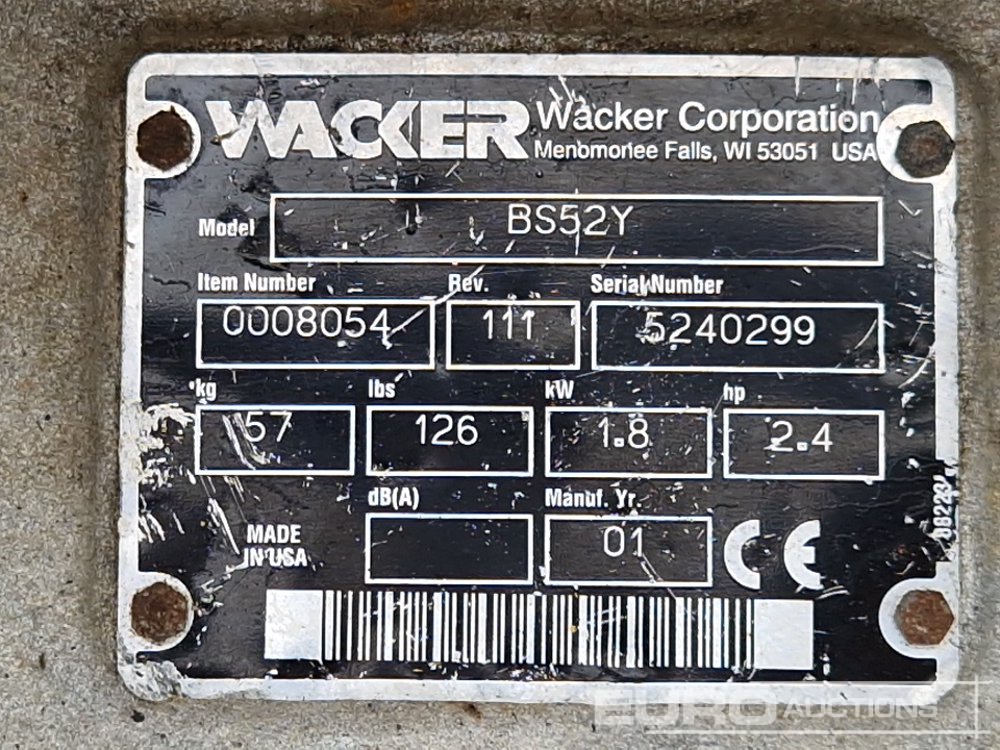 WACKER Wacker Corporation
Menomonee Falls, WI 53051 USA
Model BS52Y
Item Number Rev. Serial Number
0008054 111 5240299
kg lbs kW hp
57 126 1.8 2.4
dB(A) Manuf. Yr.
MADE
IN USA
01
CE
EURO AUCTIONS